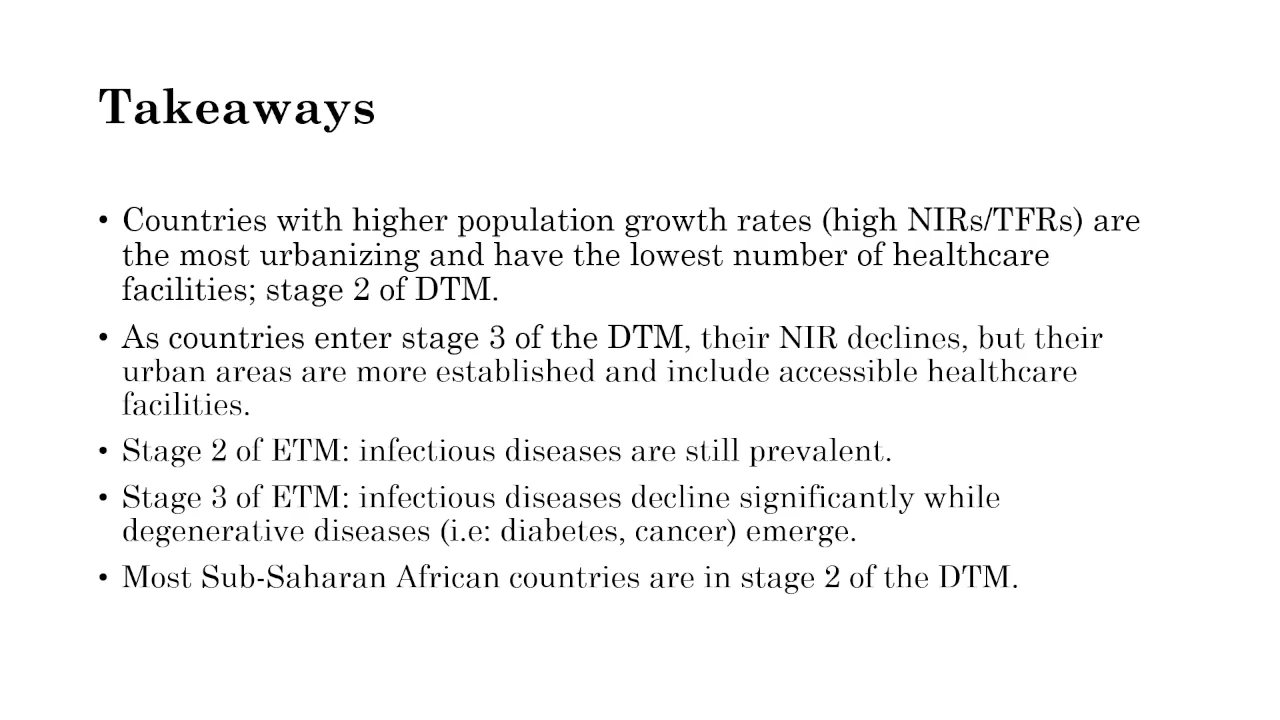 Takeaways
• Countries with higher population growth rates (high NIRs/TFRs) are
the most urbanizing and have the lowest number of healthcare
facilities; stage 2 of DTM.
• As countries enter stage 3 of the DTM, their NIR declines, but their
urban areas are more established and include accessible healthcare
facilities.
• Stage 2 of ETM: infectious diseases are still prevalent.
• Stage 3 of ETM: infectious diseases decline significantly while
degenerative diseases (i.e: diabetes, cancer) emerge.
• Most Sub-Saharan African countries are in stage 2 of the DTM.